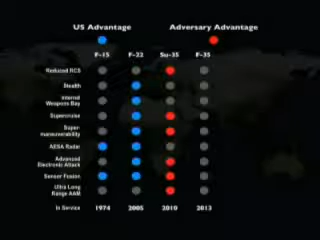 US Advantage Adversary Advantage
F-15 F-22 Su-35 F-35
Reduced RCS
Stealth
Internal
Weapons Bay
Supercruise
Super-
maneuverability
AESA Radar
Advanced
Electronic Attack
Sensor Fusion
Ultra Long
Range AAM
In Service 1974 2005 2010 2013